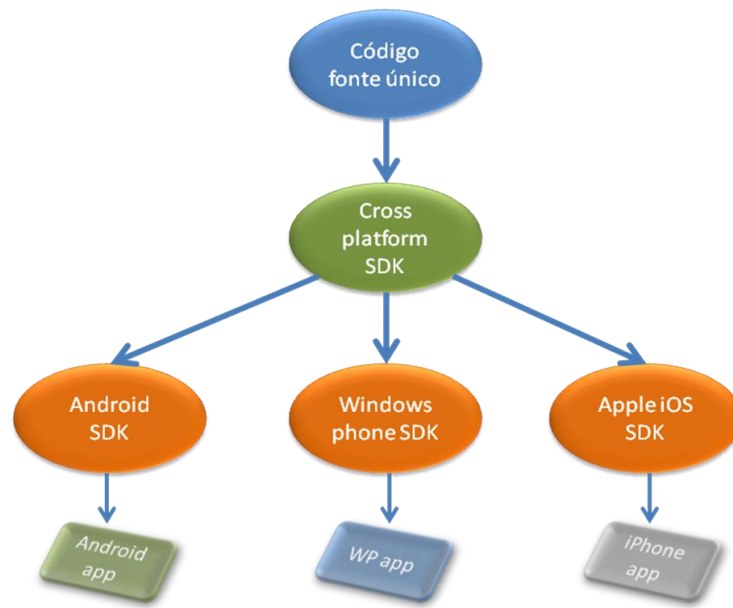 Código
fonte único
Cross
platform
SDK
Android
SDK
Windows
phone SDK
Apple iOS
SDK
Android
app
WP app
iPhone
app